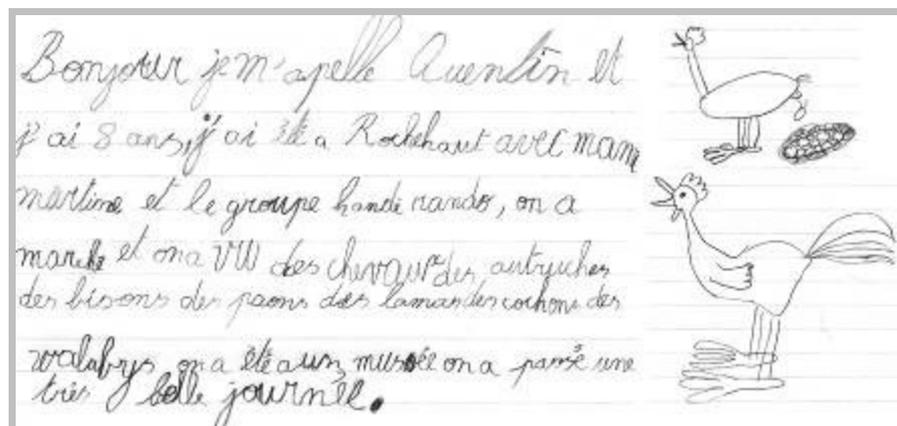 Bonjour je m'apelle Quentin et
j'ai 8 ans, j'ai été a Rochehaut avec mam
martine et le groupe handi rando, on a
marche et on a vu des chevaux des autruches
des bisons des paons des lamas des cochons des
walabys on a été a un musée on a passé une
très belle journée.